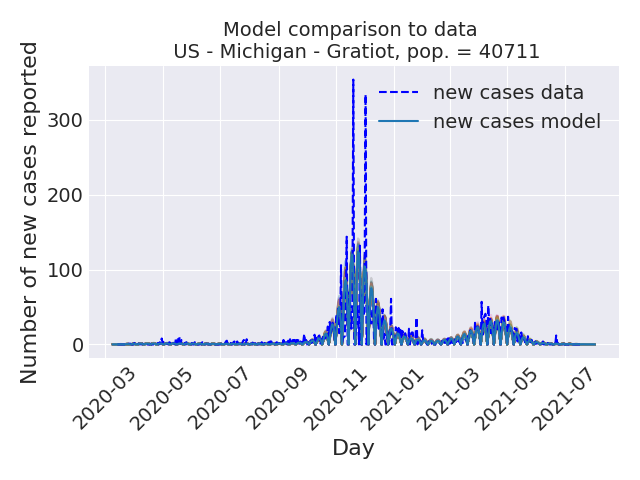 Model comparison to data
US - Michigan - Gratiot, pop. = 40711
Number of new cases reported
300
200
100
0
new cases data
new cases model
2020-03
2020-05
2020-07
2020-09
2020-11
2021-01
2021-03
2021-05
2021-07
Day